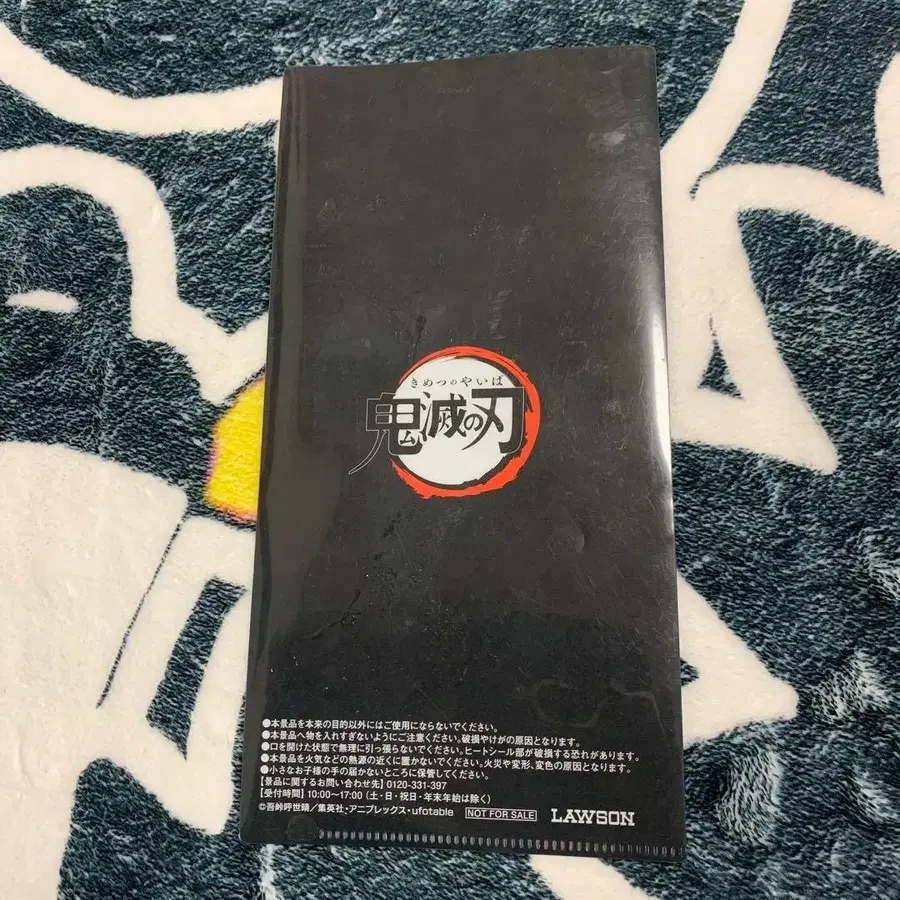 きめつのやいば
鬼滅の刃
●本景品を本来の目的以外にはご使用にならないでください。
●本景品へ物を入れすぎないようにご注意ください。破損やけがの原因となります。
●口を開けた状態で無理に引っ張らないでください。ヒートシール部が破損する恐れがあります。
●本景品を火気などの熱源の近くに置かないでください。火災や変形、変色の原因となります。
●小さなお子様の手の届かないところに保管してください。
【景品に関するお問い合わせ先】0120-331-397
【受付時間】10:00〜17:00（土・日・祝日・年末年始は除く）
©吾峠呼世晴／集英社・アニプレックス・ufotable NOT FOR SALE LAWSON